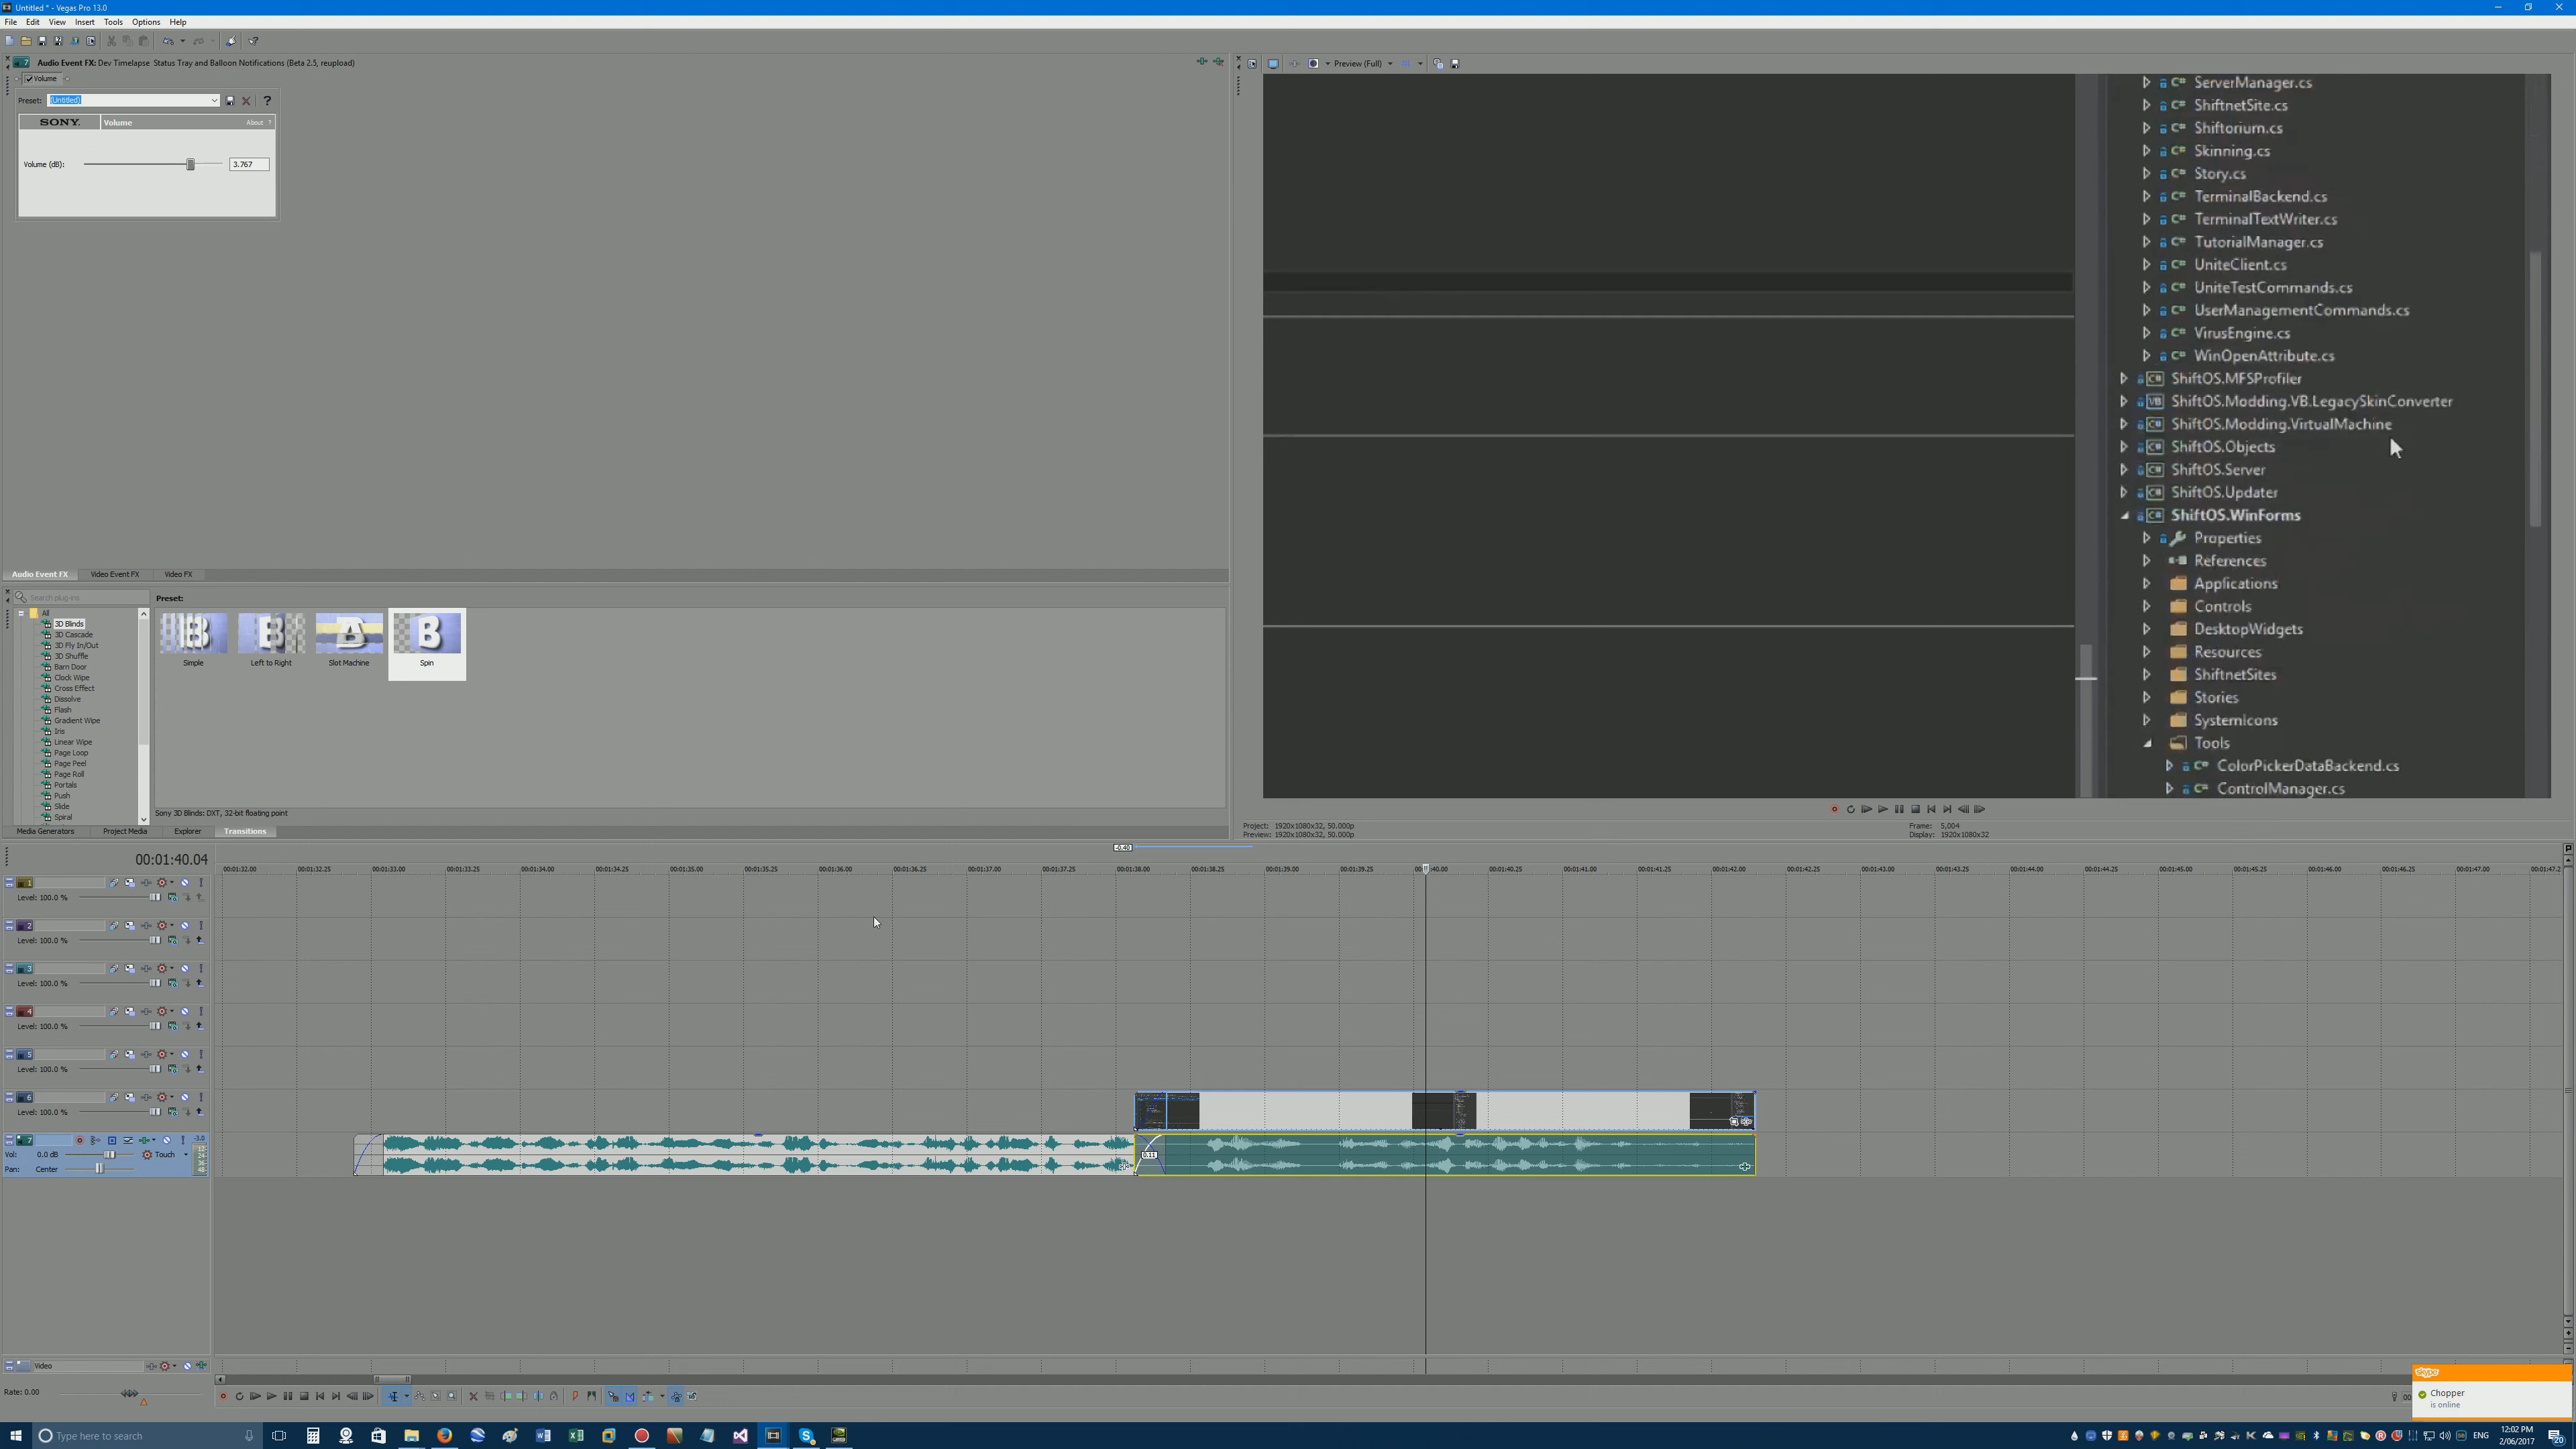 Untitled * - Vegas Pro 13.0
File Edit View Insert Tools Options Help
7 Audio Event FX: Dev Timelapse Status Tray and Balloon Notifications (Beta 2.5, reupload)
Volume
Preset: (Untitled)
SONY. Volume About ?
Volume (dB): 3.767
Audio Event FX Video Event FX Video FX
Preview (Full)
ServerManager.cs
ShiftnetSite.cs
Shiftorium.cs
Skinning.cs
Story.cs
TerminalBackend.cs
TerminalTextWriter.cs
TutorialManager.cs
UniteClient.cs
UniteTestCommands.cs
UserManagementCommands.cs
VirusEngine.cs
WinOpenAttribute.cs
ShiftOS.MFSProfiler
ShiftOS.Modding.VB.LegacySkinConverter
ShiftOS.Modding.VirtualMachine
ShiftOS.Objects
ShiftOS.Server
ShiftOS.Updater
ShiftOS.WinForms
Properties
References
Applications
Controls
DesktopWidgets
Resources
ShiftnetSites
Stories
SystemIcons
Tools
ColorPickerDataBackend.cs
ControlManager.cs
Project: 1920x1080x32, 50.000p
Preview: 1920x1080x32, 50.000p
Frame: 5,004
Display: 1920x1080x32
Search plug-ins
All
3D Blinds
3D Cascade
3D Fly In/Out
3D Shuffle
Barn Door
Clock Wipe
Cross Effect
Dissolve
Flash
Gradient Wipe
Iris
Linear Wipe
Page Loop
Page Peel
Page Roll
Portals
Push
Slide
Spiral
Preset:
Simple Left to Right Slot Machine Spin
Sony 3D Blinds: DXT, 32-bit floating point
Media Generators Project Media Explorer Transitions
00:01:40.04
-0.40
00:01:32.00 00:01:32.25 00:01:33.00 00:01:33.25 00:01:34.00 00:01:34.25 00:01:35.00 00:01:35.25 00:01:36.00 00:01:36.25 00:01:37.00 00:01:37.25 00:01:38.00 00:01:38.25 00:01:39.00 00:01:39.25 00:01:40.00 00:01:40.25 00:01:41.00 00:01:41.25 00:01:42.00 00:01:42.25 00:01:43.00 00:01:43.25 00:01:44.00 00:01:44.25 00:01:45.00 00:01:45.25 00:01:46.00 00:01:46.25 00:01:47.00 00:01:47.2
1
Level: 100.0 %
2
Level: 100.0 %
3
Level: 100.0 %
4
Level: 100.0 %
5
Level: 100.0 %
6
Level: 100.0 %
7
-3.0
Vol: 0.0 dB Touch
Pan: Center
0.11
Video
Rate: 0.00
skype
Chopper
is online
Type here to search
ENG
12:02 PM
2/06/2017
20